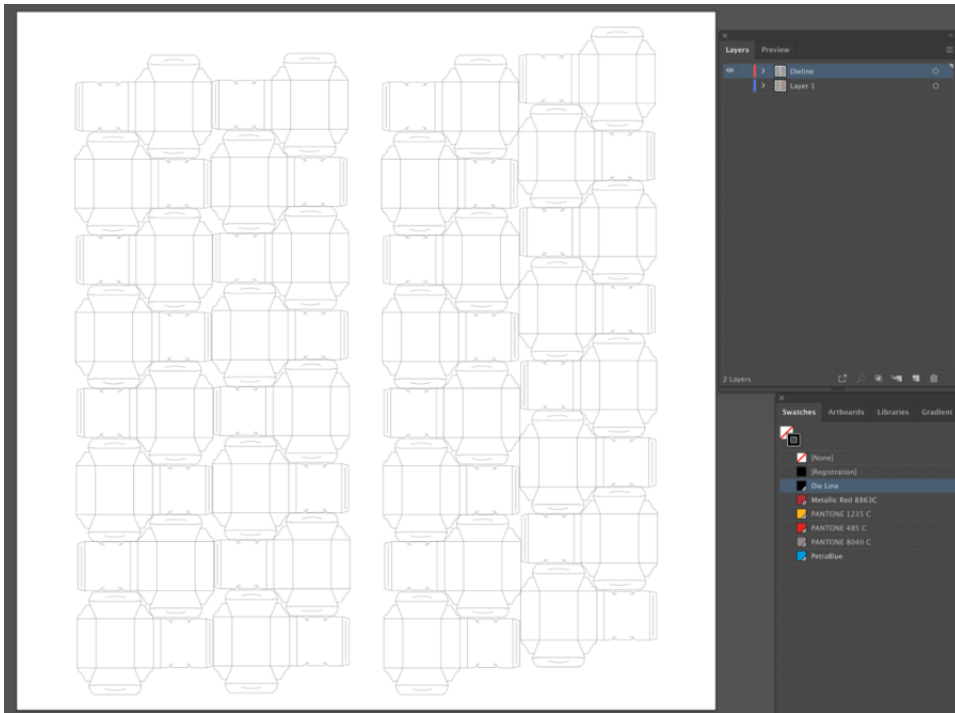 Layers Preview
Dieline
Layer 1
2 Layers
Swatches Artboards Libraries Gradient
[None]
[Registration]
Die Line
Metallic Red 8863C
PANTONE 1235 C
PANTONE 485 C
PANTONE 8040 C
PetraBlue